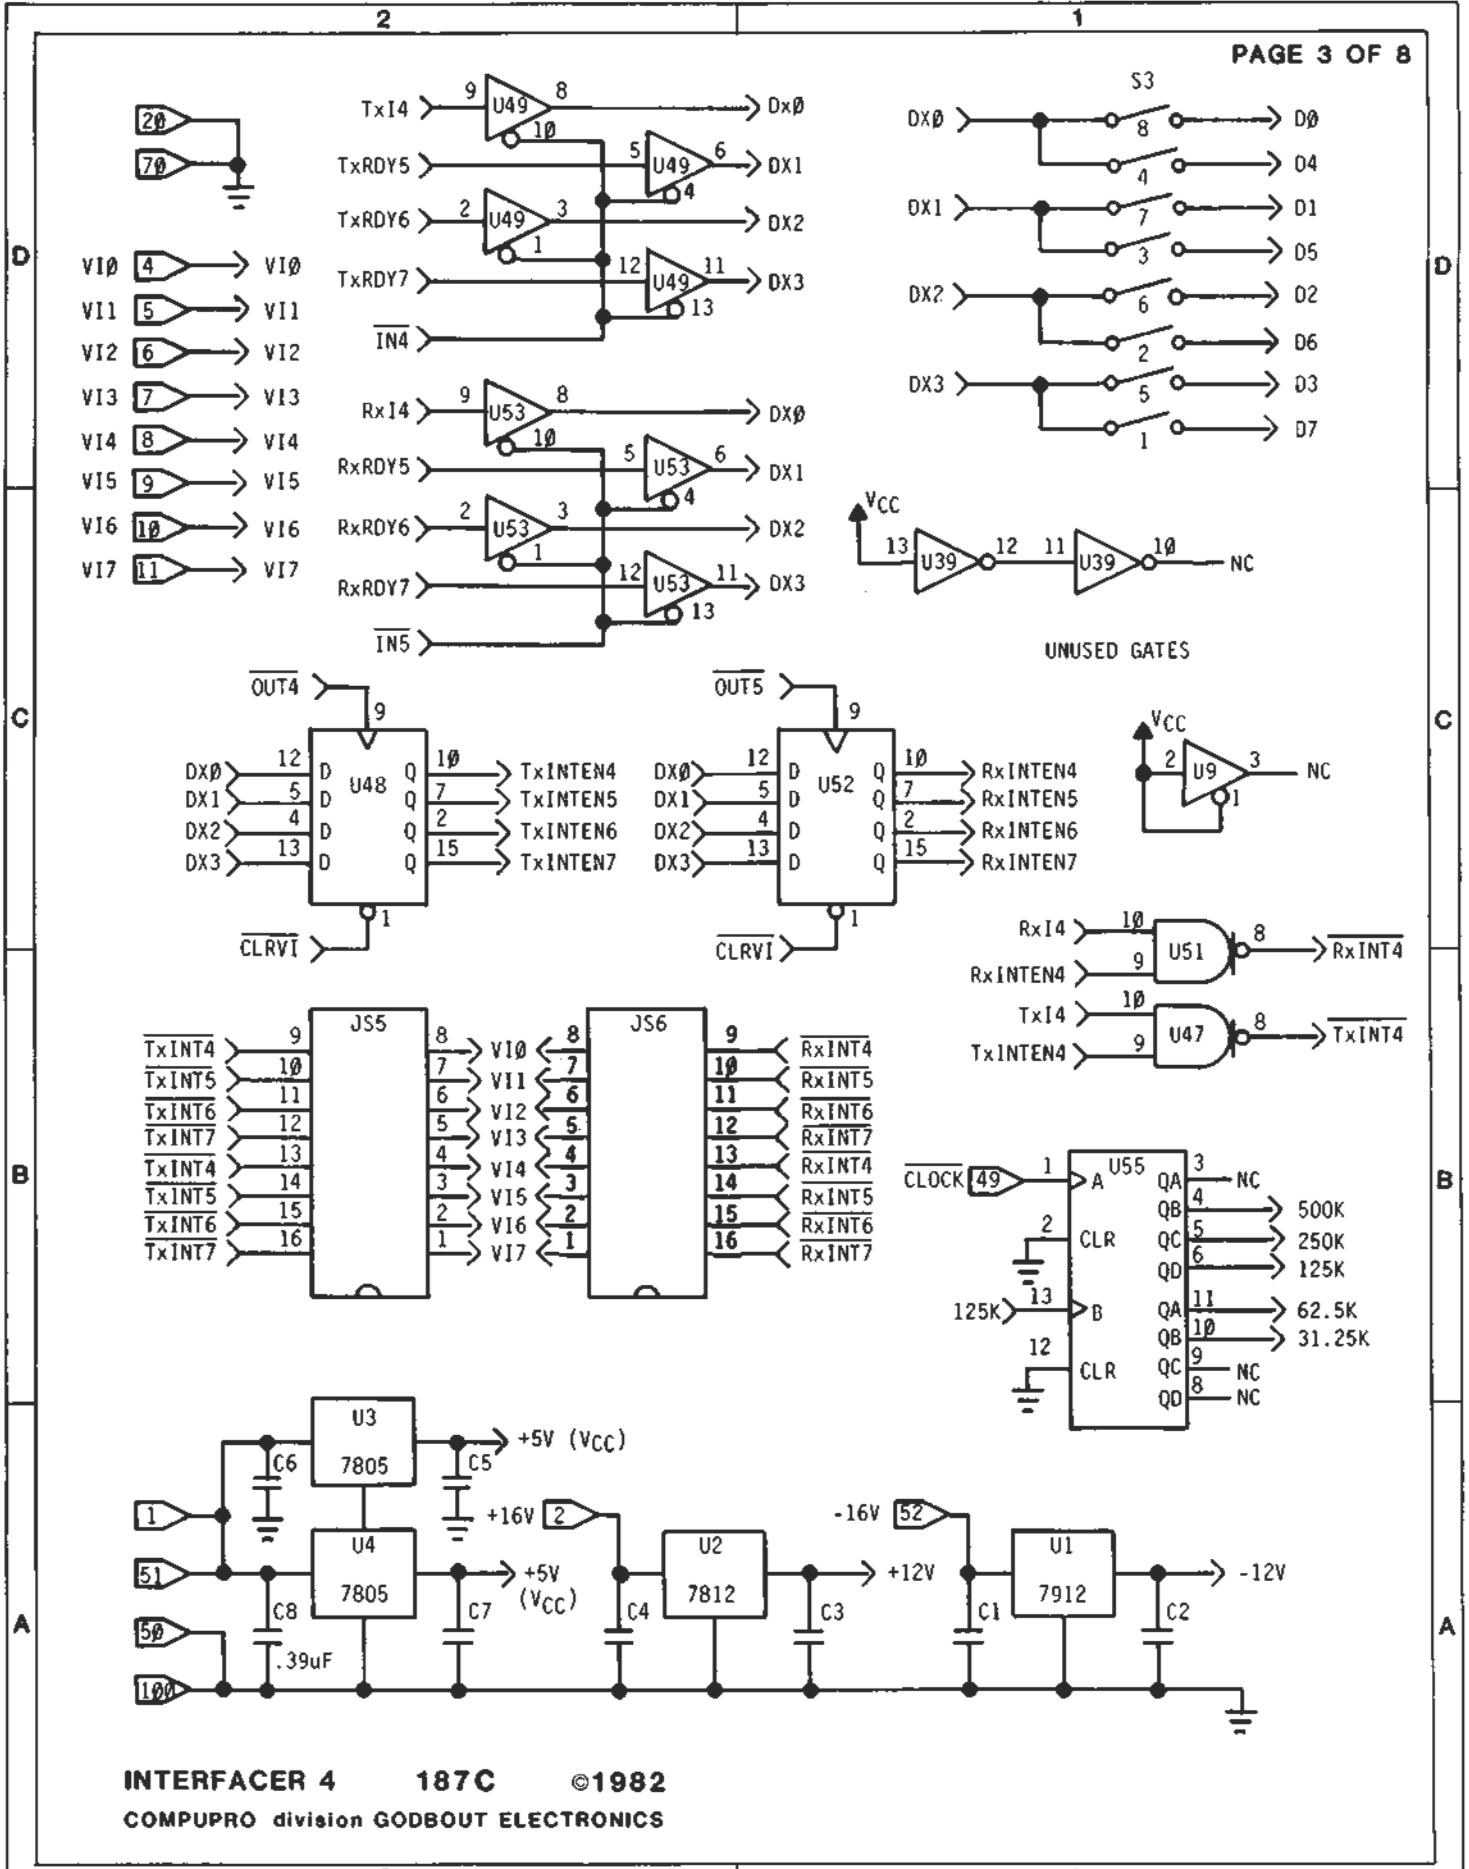 2 1
PAGE 3 OF 8
20
70
VI0 4 VI0
VI1 5 VI1
VI2 6 VI2
VI3 7 VI3
VI4 8 VI4
VI5 9 VI5
VI6 10 VI6
VI7 11 VI7
TxI4 9 U49 8 Dx0
10
TxRDY5 5 U49 6 DX1
4
TxRDY6 2 U49 3 DX2
1
TxRDY7 12 U49 11 DX3
13
IN4
RxI4 9 U53 8 DX0
10
RxRDY5 5 U53 6 DX1
4
RxRDY6 2 U53 3 DX2
1
RxRDY7 12 U53 11 DX3
13
IN5
S3
DX0 8 D0
4 D4
DX1 7 D1
3 D5
DX2 6 D2
2 D6
DX3 5 D3
1 D7
D D
VCC
13 U39 12 11 U39 10 NC
UNUSED GATES
VCC
2 U9 3 NC
1
C C
OUT4
9
U48
DX0 12 D Q 10 TxINTEN4
DX1 5 D Q 7 TxINTEN5
DX2 4 D Q 2 TxINTEN6
DX3 13 D Q 15 TxINTEN7
1
CLRVI
OUT5
9
U52
DX0 12 D Q 10 RxINTEN4
DX1 5 D Q 7 RxINTEN5
DX2 4 D Q 2 RxINTEN6
DX3 13 D Q 15 RxINTEN7
1
CLRVI
RxI4 10 U51 8 RxINT4
RxINTEN4 9
TxI4 10 U47 8 TxINT4
TxINTEN4 9
JS5 JS6
TxINT4 9 8 VI0 8 9 RxINT4
TxINT5 10 7 VI1 7 10 RxINT5
TxINT6 11 6 VI2 6 11 RxINT6
TxINT7 12 5 VI3 5 12 RxINT7
TxINT4 13 4 VI4 4 13 RxINT4
TxINT5 14 3 VI5 3 14 RxINT5
TxINT6 15 2 VI6 2 15 RxINT6
TxINT7 16 1 VI7 1 16 RxINT7
B B
U55
CLOCK 49 1 A QA 3 NC
QB 4 500K
2 CLR QC 5 250K
QD 6 125K
125K 13 B QA 11 62.5K
QB 10 31.25K
12 CLR QC 9 NC
QD 8 NC
U3
7805
C6 C5 +5V (VCC)
1
51
50
100
U4
7805
C8 .39uF C7
+5V
(VCC)
+16V 2
U2
7812
C4 C3 +12V
-16V 52
U1
7912
C1 C2 -12V
A A
INTERFACER 4 187C ©1982
COMPUPRO division GODBOUT ELECTRONICS